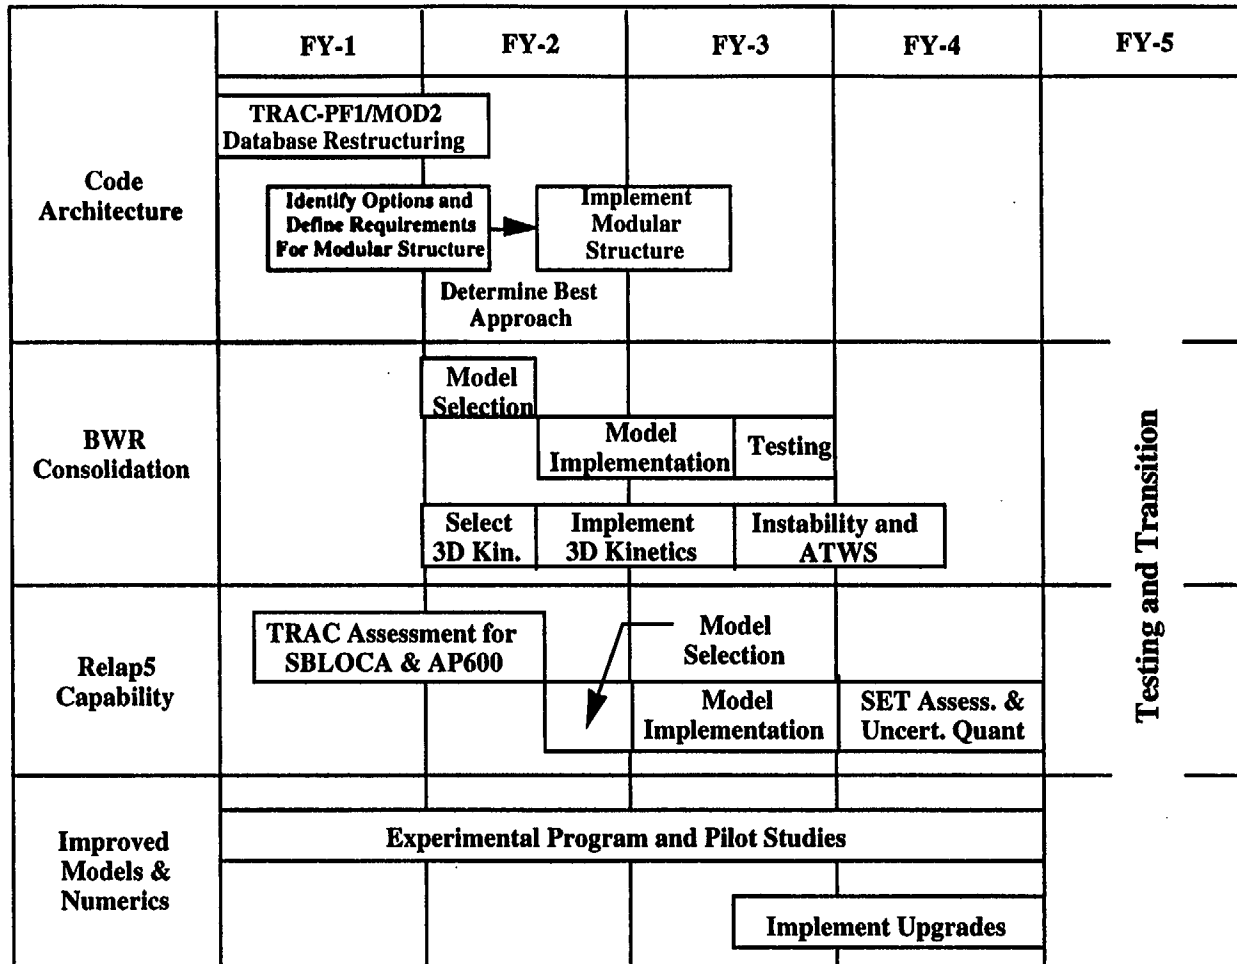 FY-1 FY-2 FY-3 FY-4 FY-5
Code
Architecture
TRAC-PF1/MOD2
Database Restructuring
Identify Options and
Define Requirements
For Modular Structure
Implement
Modular
Structure
Determine Best
Approach
BWR
Consolidation
Model
Selection
Model
Implementation
Testing
Select
3D Kin.
Implement
3D Kinetics
Instability and
ATWS
Relap5
Capability
TRAC Assessment for
SBLOCA & AP600
Model
Selection
Model
Implementation
SET Assess. &
Uncert. Quant
Improved
Models &
Numerics
Experimental Program and Pilot Studies
Implement Upgrades
Testing and Transition